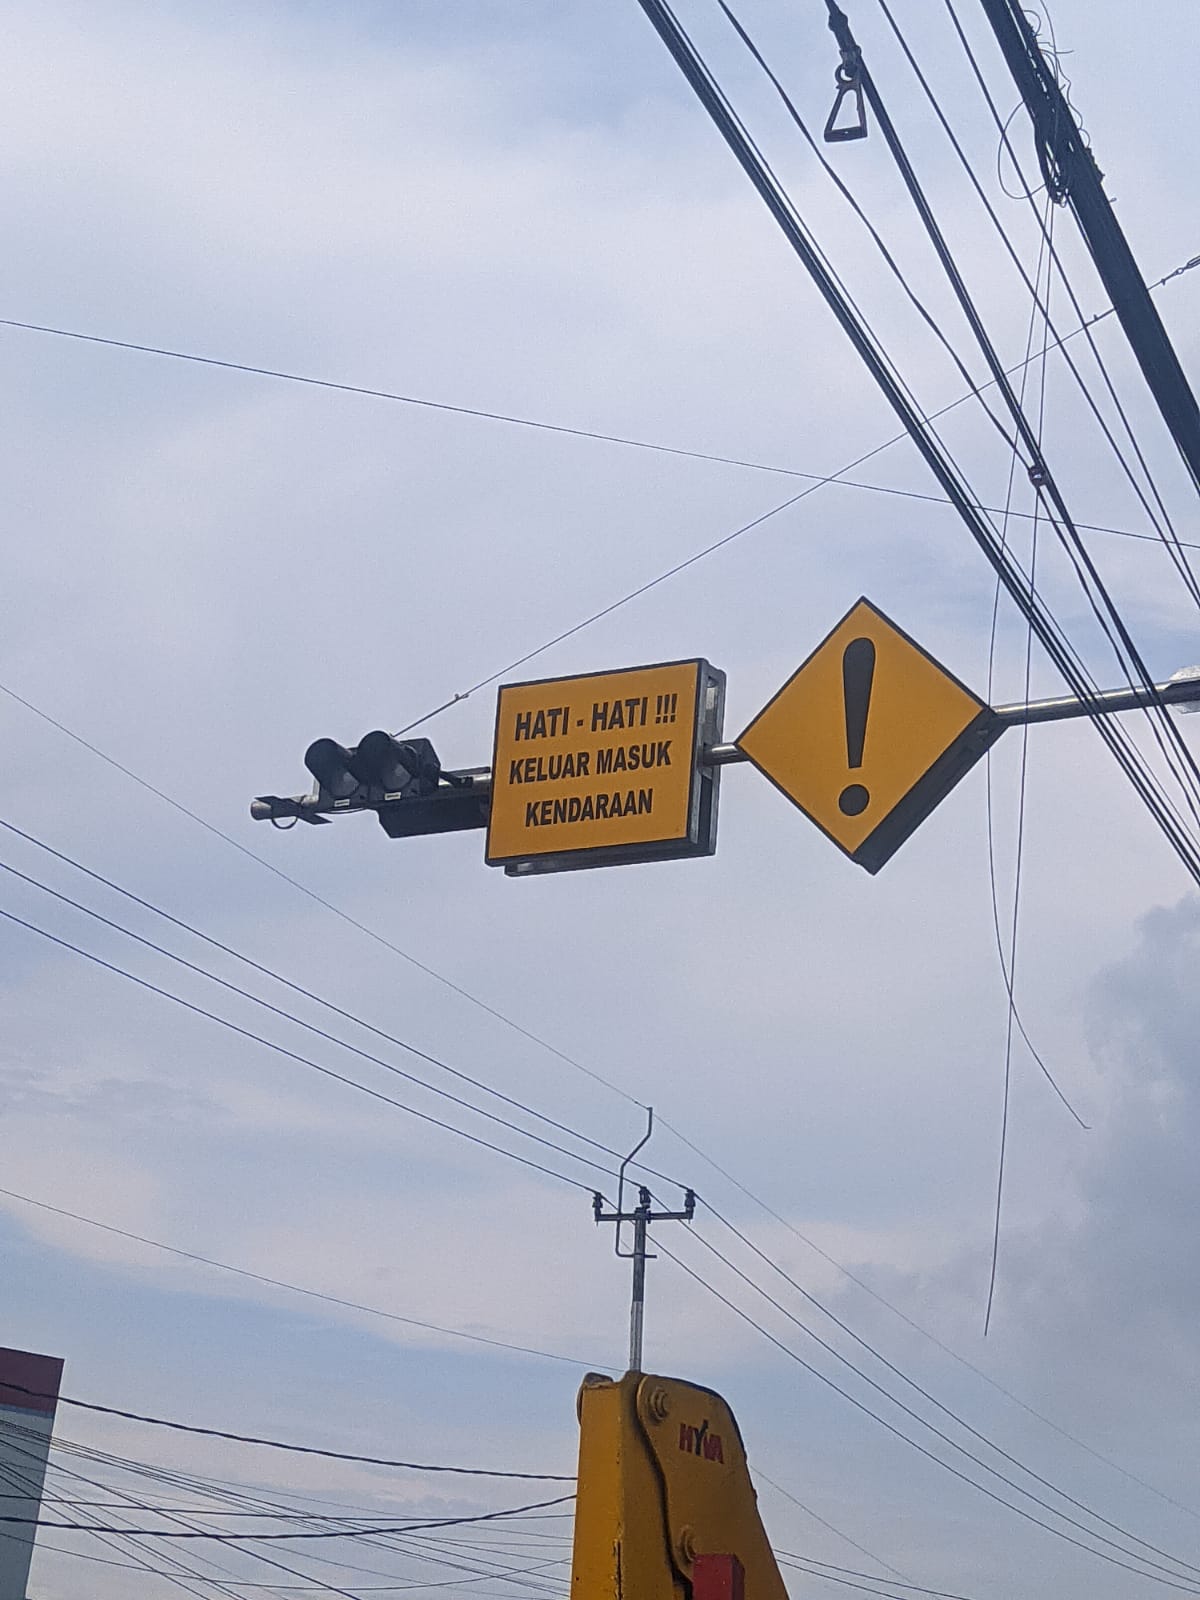 HATI - HATI !!!
KELUAR MASUK
KENDARAAN
!
HYVA